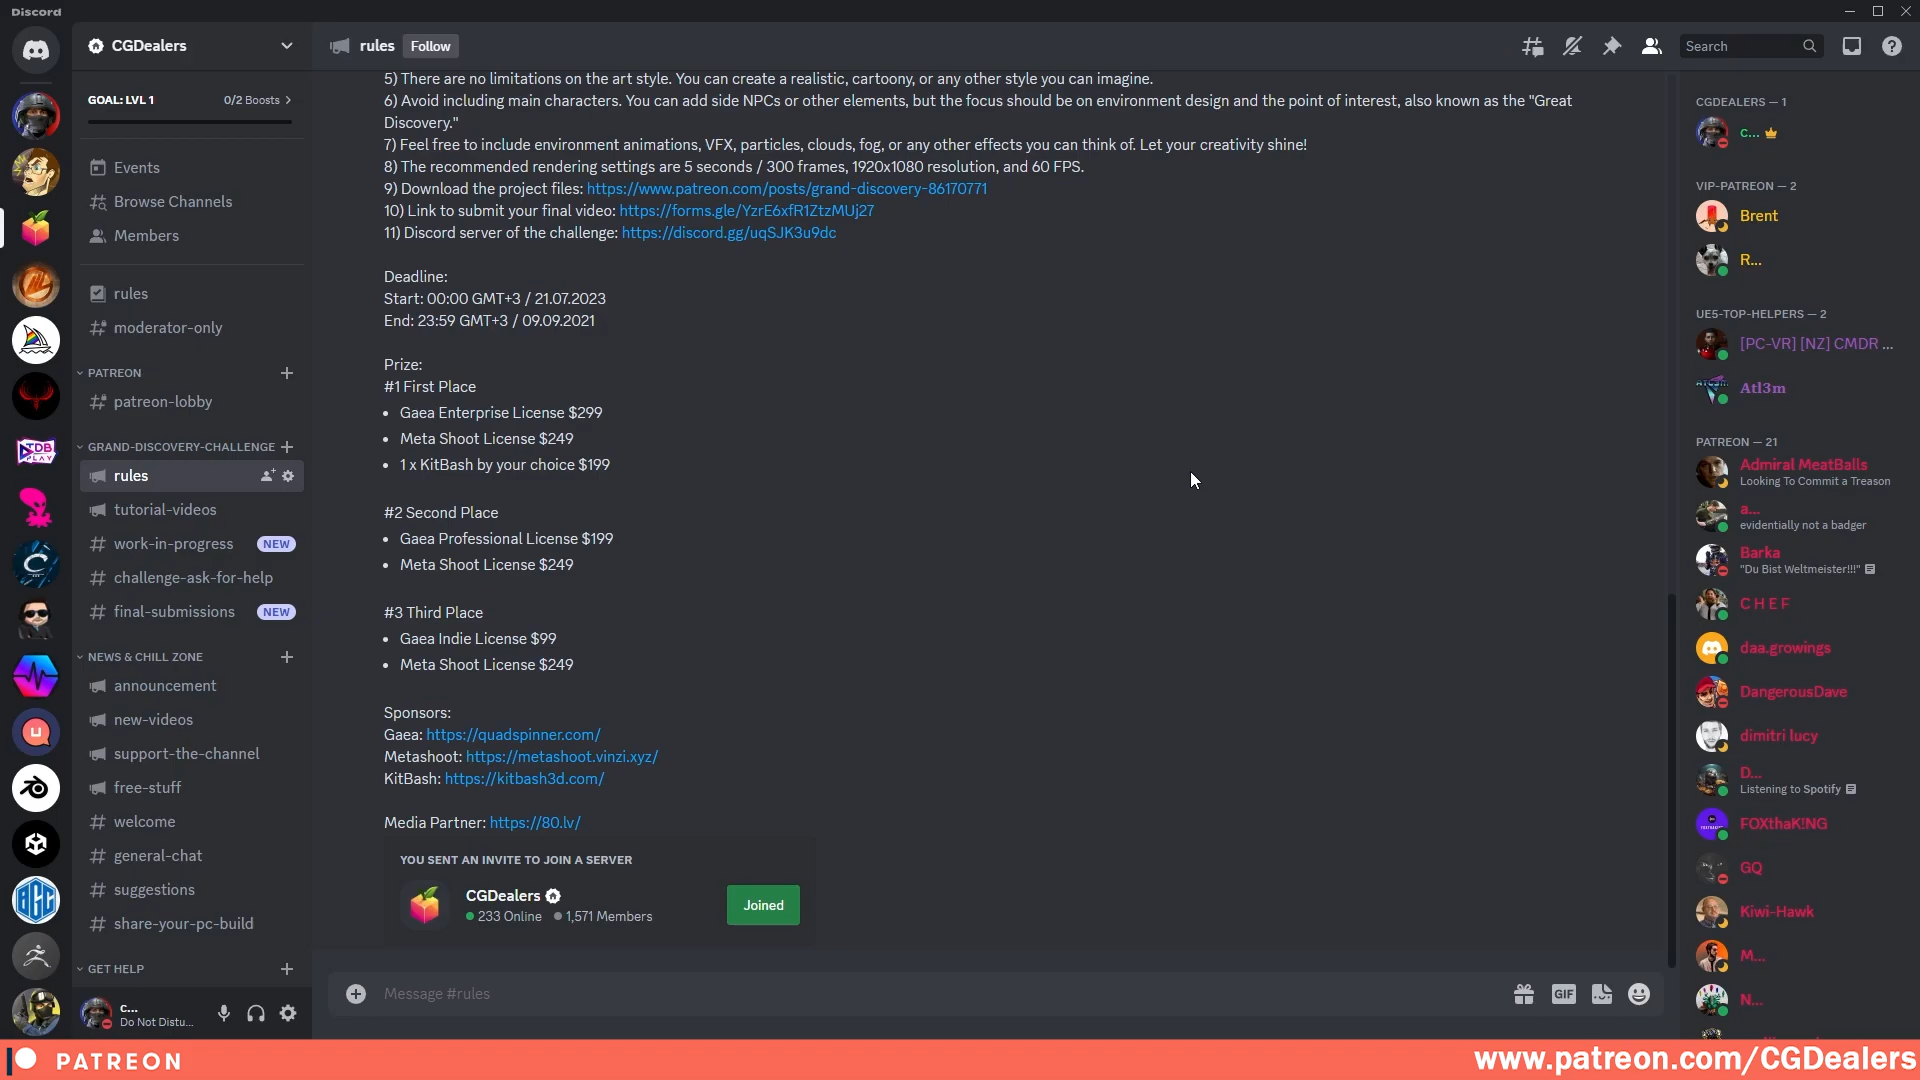 Discord
CGDealers
GOAL: LVL 1
0/2 Boosts
Events
Browse Channels
Members
rules
moderator-only
PATREON
patreon-lobby
GRAND-DISCOVERY-CHALLENGE
rules
tutorial-videos
work-in-progress
NEW
challenge-ask-for-help
final-submissions
NEW
NEWS & CHILL ZONE
announcement
new-videos
support-the-channel
free-stuff
welcome
general-chat
suggestions
share-your-pc-build
GET HELP
c...
Do Not Distu...
rules
Follow
Search
5) There are no limitations on the art style. You can create a realistic, cartoony, or any other style you can imagine.
6) Avoid including main characters. You can add side NPCs or other elements, but the focus should be on environment design and the point of interest, also known as the "Great
Discovery."
7) Feel free to include environment animations, VFX, particles, clouds, fog, or any other effects you can think of. Let your creativity shine!
8) The recommended rendering settings are 5 seconds / 300 frames, 1920x1080 resolution, and 60 FPS.
9) Download the project files: https://www.patreon.com/posts/grand-discovery-86170771
10) Link to submit your final video: https://forms.gle/YzrE6xfR1ZtzMUj27
11) Discord server of the challenge: https://discord.gg/uqSJK3u9dc
Deadline:
Start: 00:00 GMT+3 / 21.07.2023
End: 23:59 GMT+3 / 09.09.2021
Prize:
#1 First Place
• Gaea Enterprise License $299
• Meta Shoot License $249
• 1 x KitBash by your choice $199
#2 Second Place
• Gaea Professional License $199
• Meta Shoot License $249
#3 Third Place
• Gaea Indie License $99
• Meta Shoot License $249
Sponsors:
Gaea: https://quadspinner.com/
Metashoot: https://metashoot.vinzi.xyz/
KitBash: https://kitbash3d.com/
Media Partner: https://80.lv/
YOU SENT AN INVITE TO JOIN A SERVER
CGDealers
233 Online 1,571 Members
Joined
Message #rules
GIF
CGDEALERS — 1
c...
VIP-PATREON — 2
Brent
R...
UE5-TOP-HELPERS — 2
[PC-VR] [NZ] CMDR ...
Atl3m
PATREON — 21
Admiral MeatBalls
Looking To Commit a Treason
a...
evidentially not a badger
Barka
"Du Bist Weltmeister!!!"
C H E F
daa.growings
DangerousDave
dimitri lucy
D...
Listening to Spotify
FOXthaK!NG
GQ
Kiwi-Hawk
M...
N...
PATREON
www.patreon.com/CGDealers